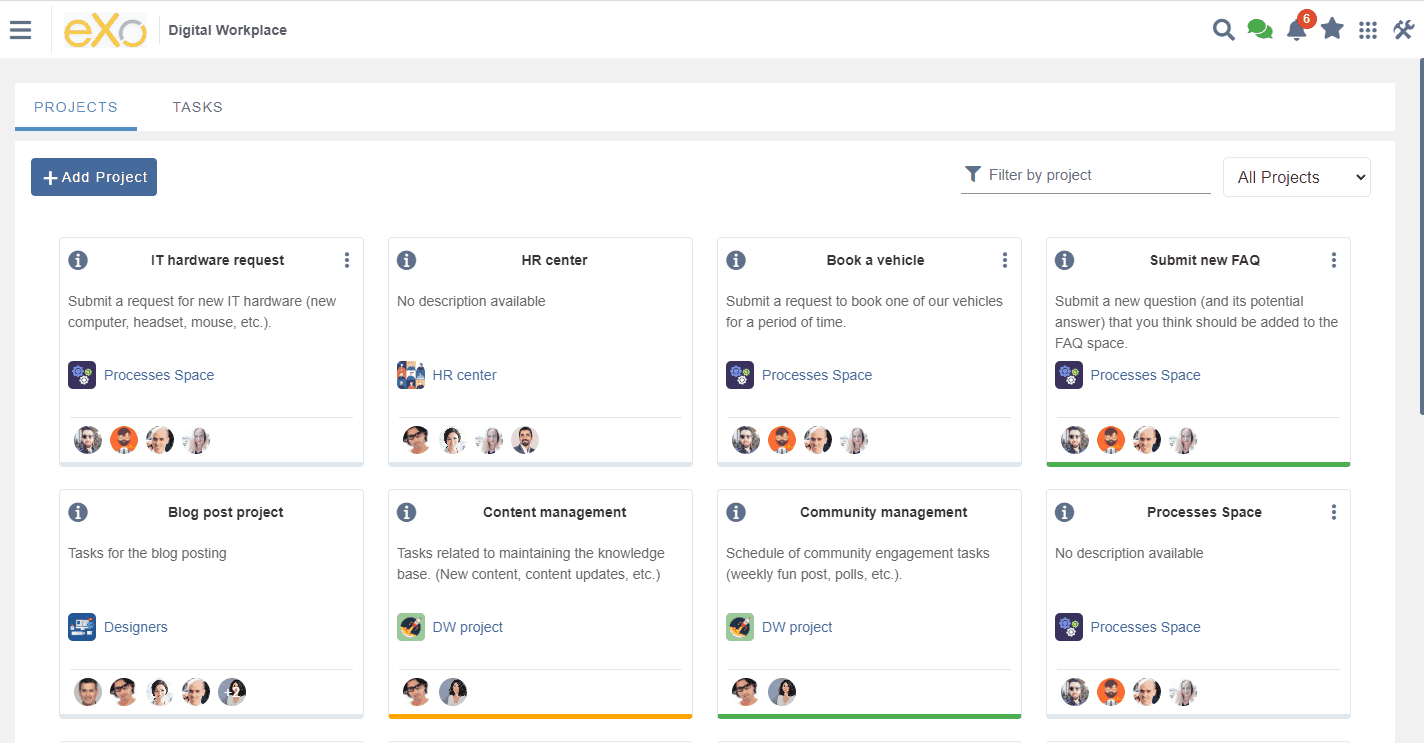 eXo
Digital Workplace
6
PROJECTS
TASKS
Add Project
Filter by project
All Projects
IT hardware request
Submit a request for new IT hardware (new
computer, headset, mouse, etc.).
Processes Space
HR center
No description available
HR center
Book a vehicle
Submit a request to book one of our vehicles
for a period of time.
Processes Space
Submit new FAQ
Submit a new question (and its potential
answer) that you think should be added to the
FAQ space.
Processes Space
Blog post project
Tasks for the blog posting
Designers
Content management
Tasks related to maintaining the knowledge
base. (New content, content updates, etc.)
DW project
Community management
Schedule of community engagement tasks
(weekly fun post, polls, etc.).
DW project
Processes Space
No description available
Processes Space